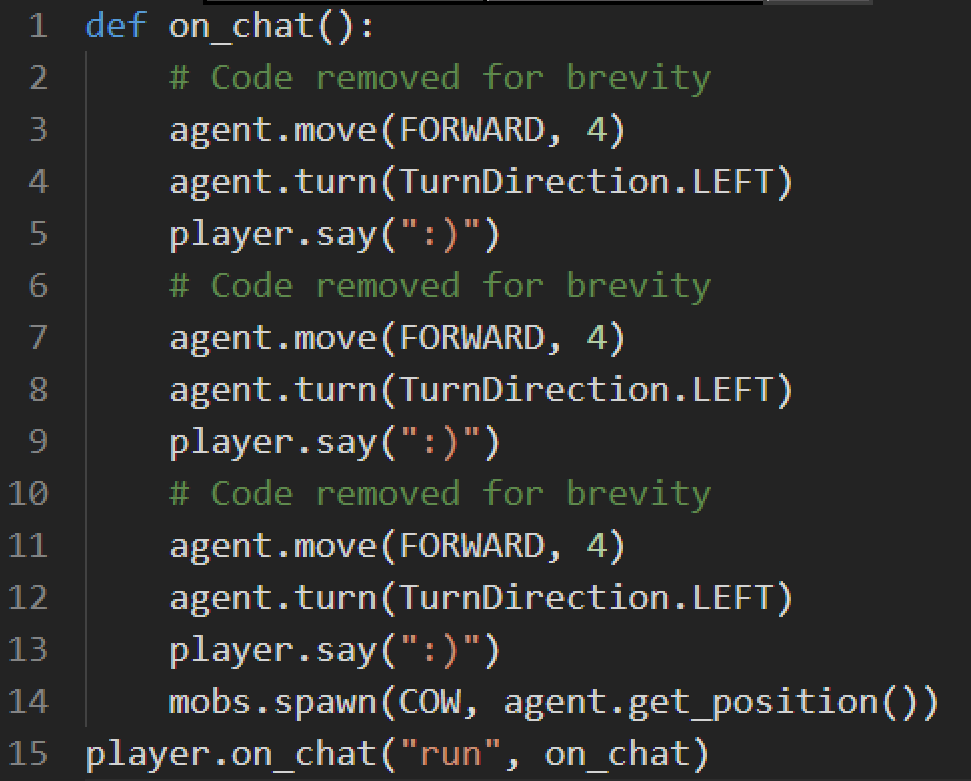 1 def on_chat():
2     # Code removed for brevity
3     agent.move(FORWARD, 4)
4     agent.turn(TurnDirection.LEFT)
5     player.say(":)")
6     # Code removed for brevity
7     agent.move(FORWARD, 4)
8     agent.turn(TurnDirection.LEFT)
9     player.say(":)")
10     # Code removed for brevity
11     agent.move(FORWARD, 4)
12     agent.turn(TurnDirection.LEFT)
13     player.say(":)")
14     mobs.spawn(COW, agent.get_position())
15 player.on_chat("run", on_chat)